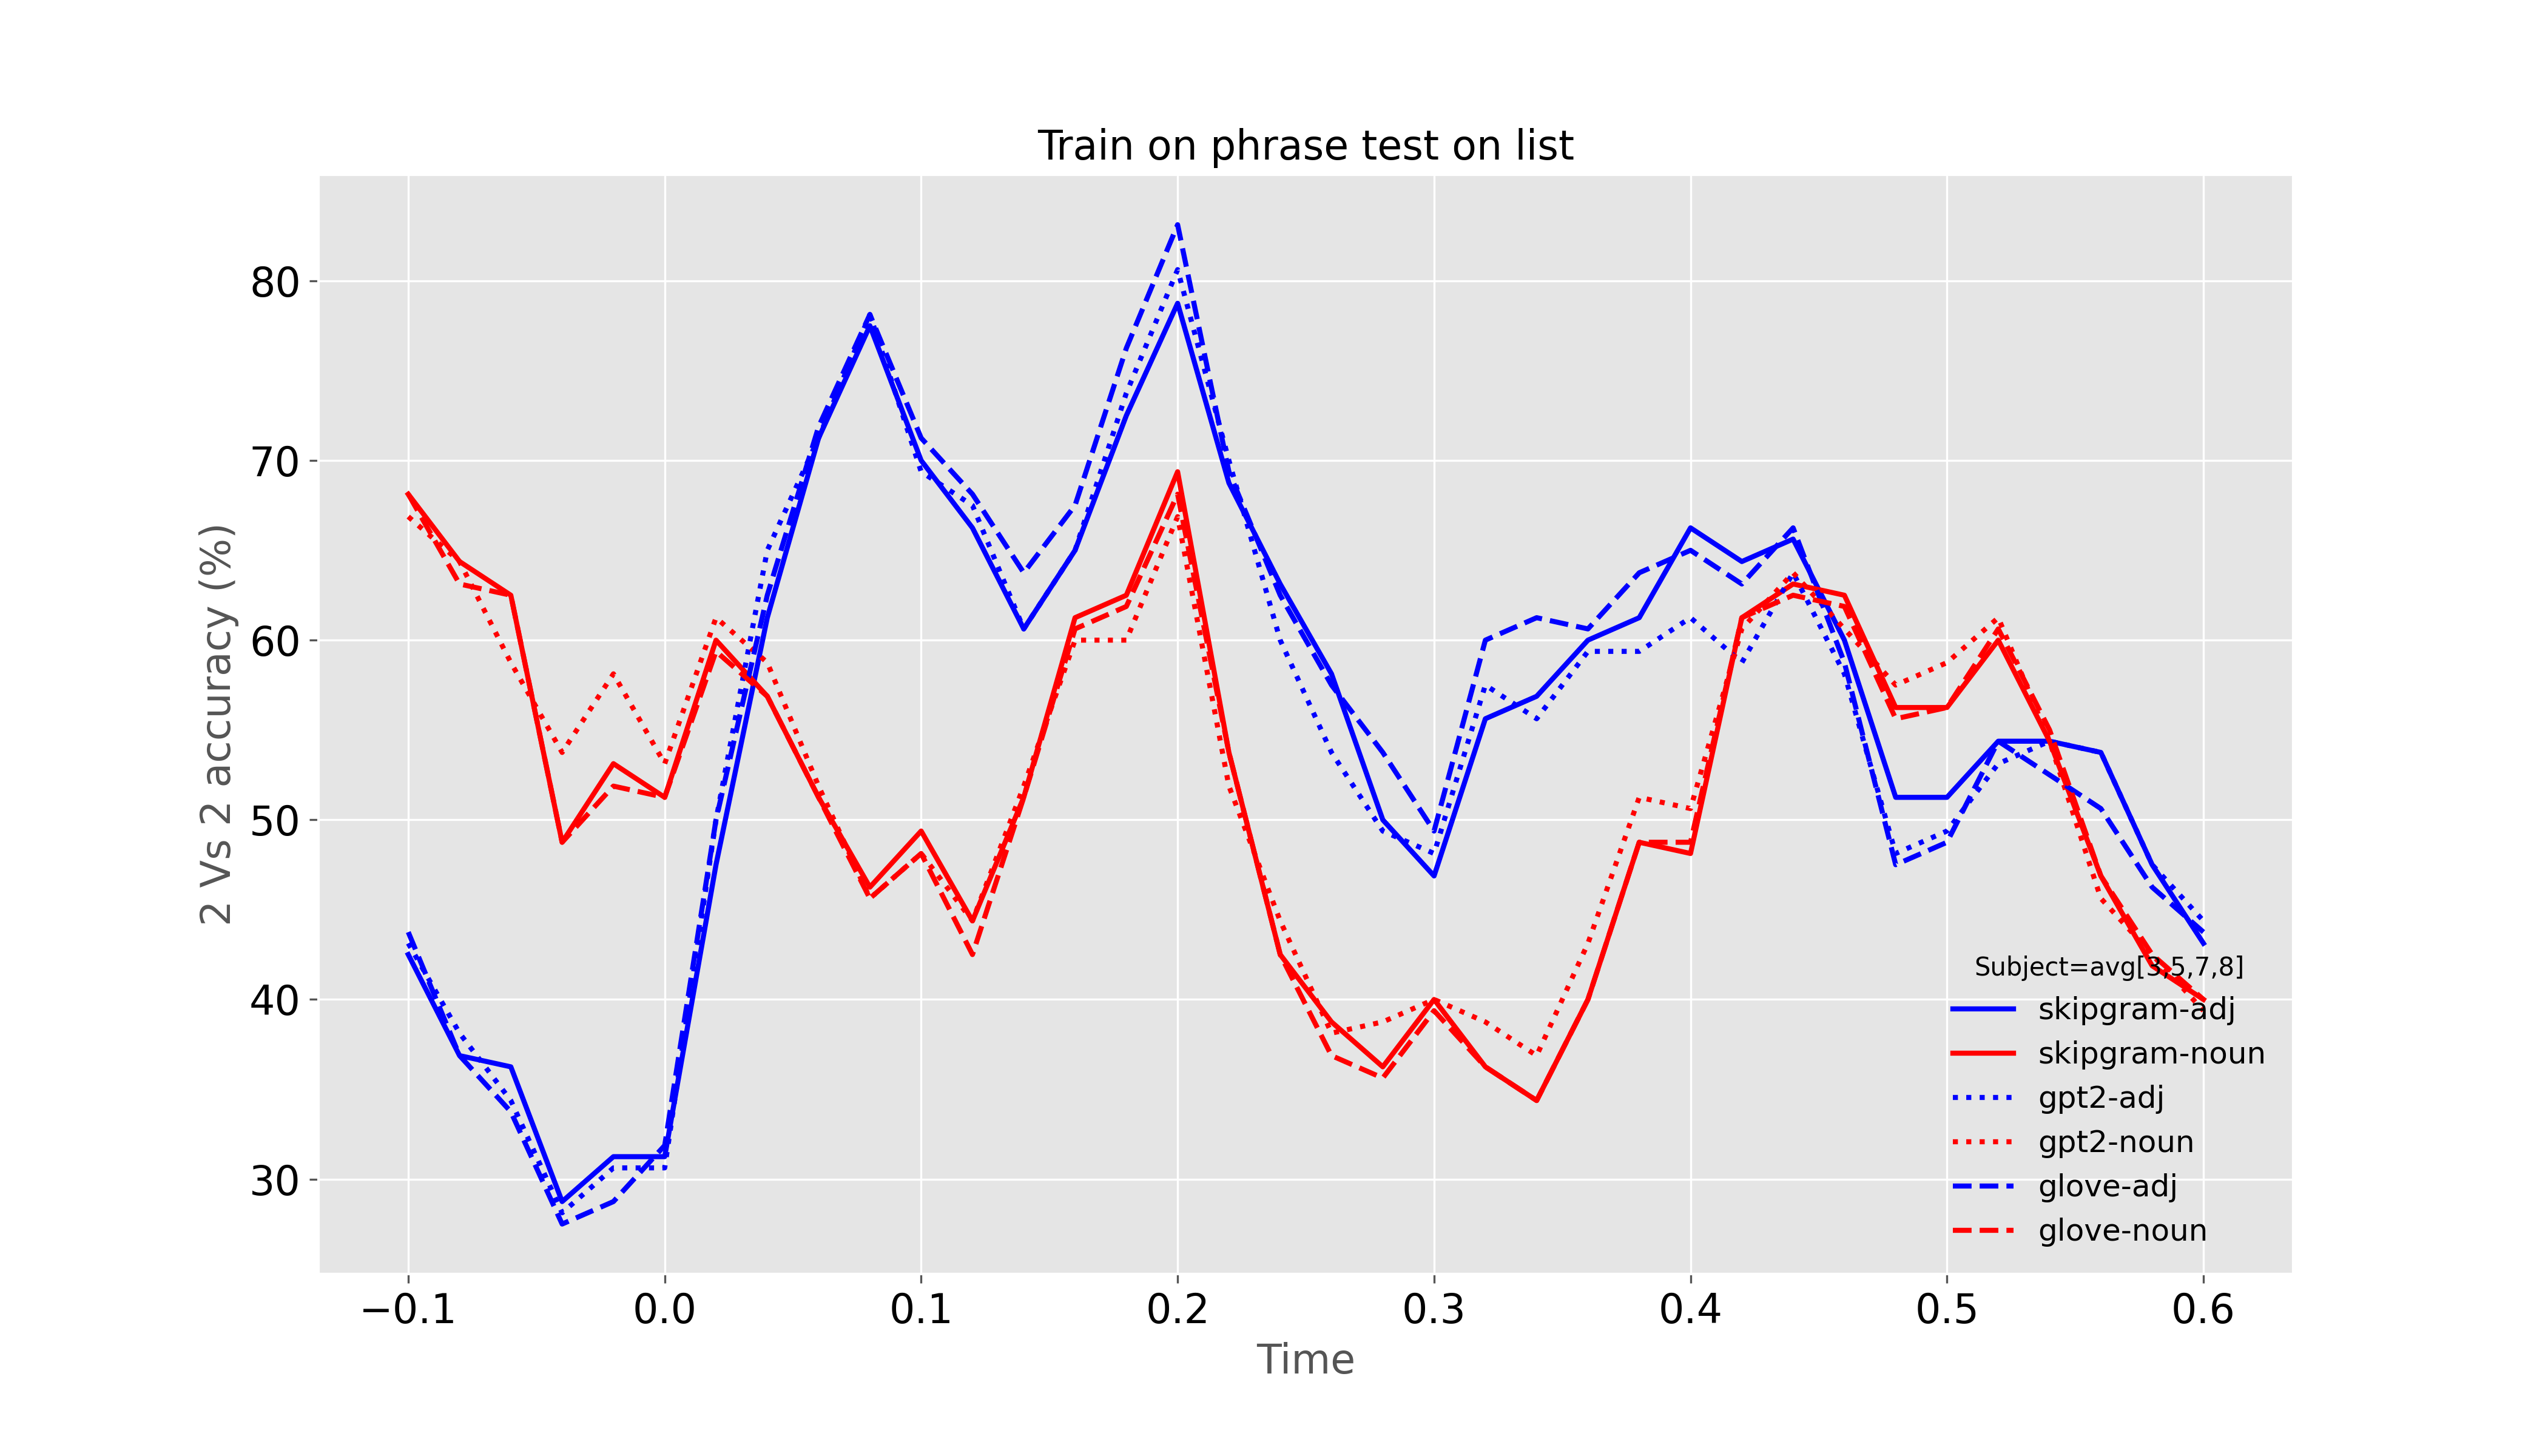 Train on phrase test on list
2 Vs 2 accuracy (%)
80
70
60
50
40
30
−0.1
0.0
0.1
0.2
0.3
0.4
0.5
0.6
Time
Subject=avg[3,5,7,8]
skipgram-adj
skipgram-noun
gpt2-adj
gpt2-noun
glove-adj
glove-noun